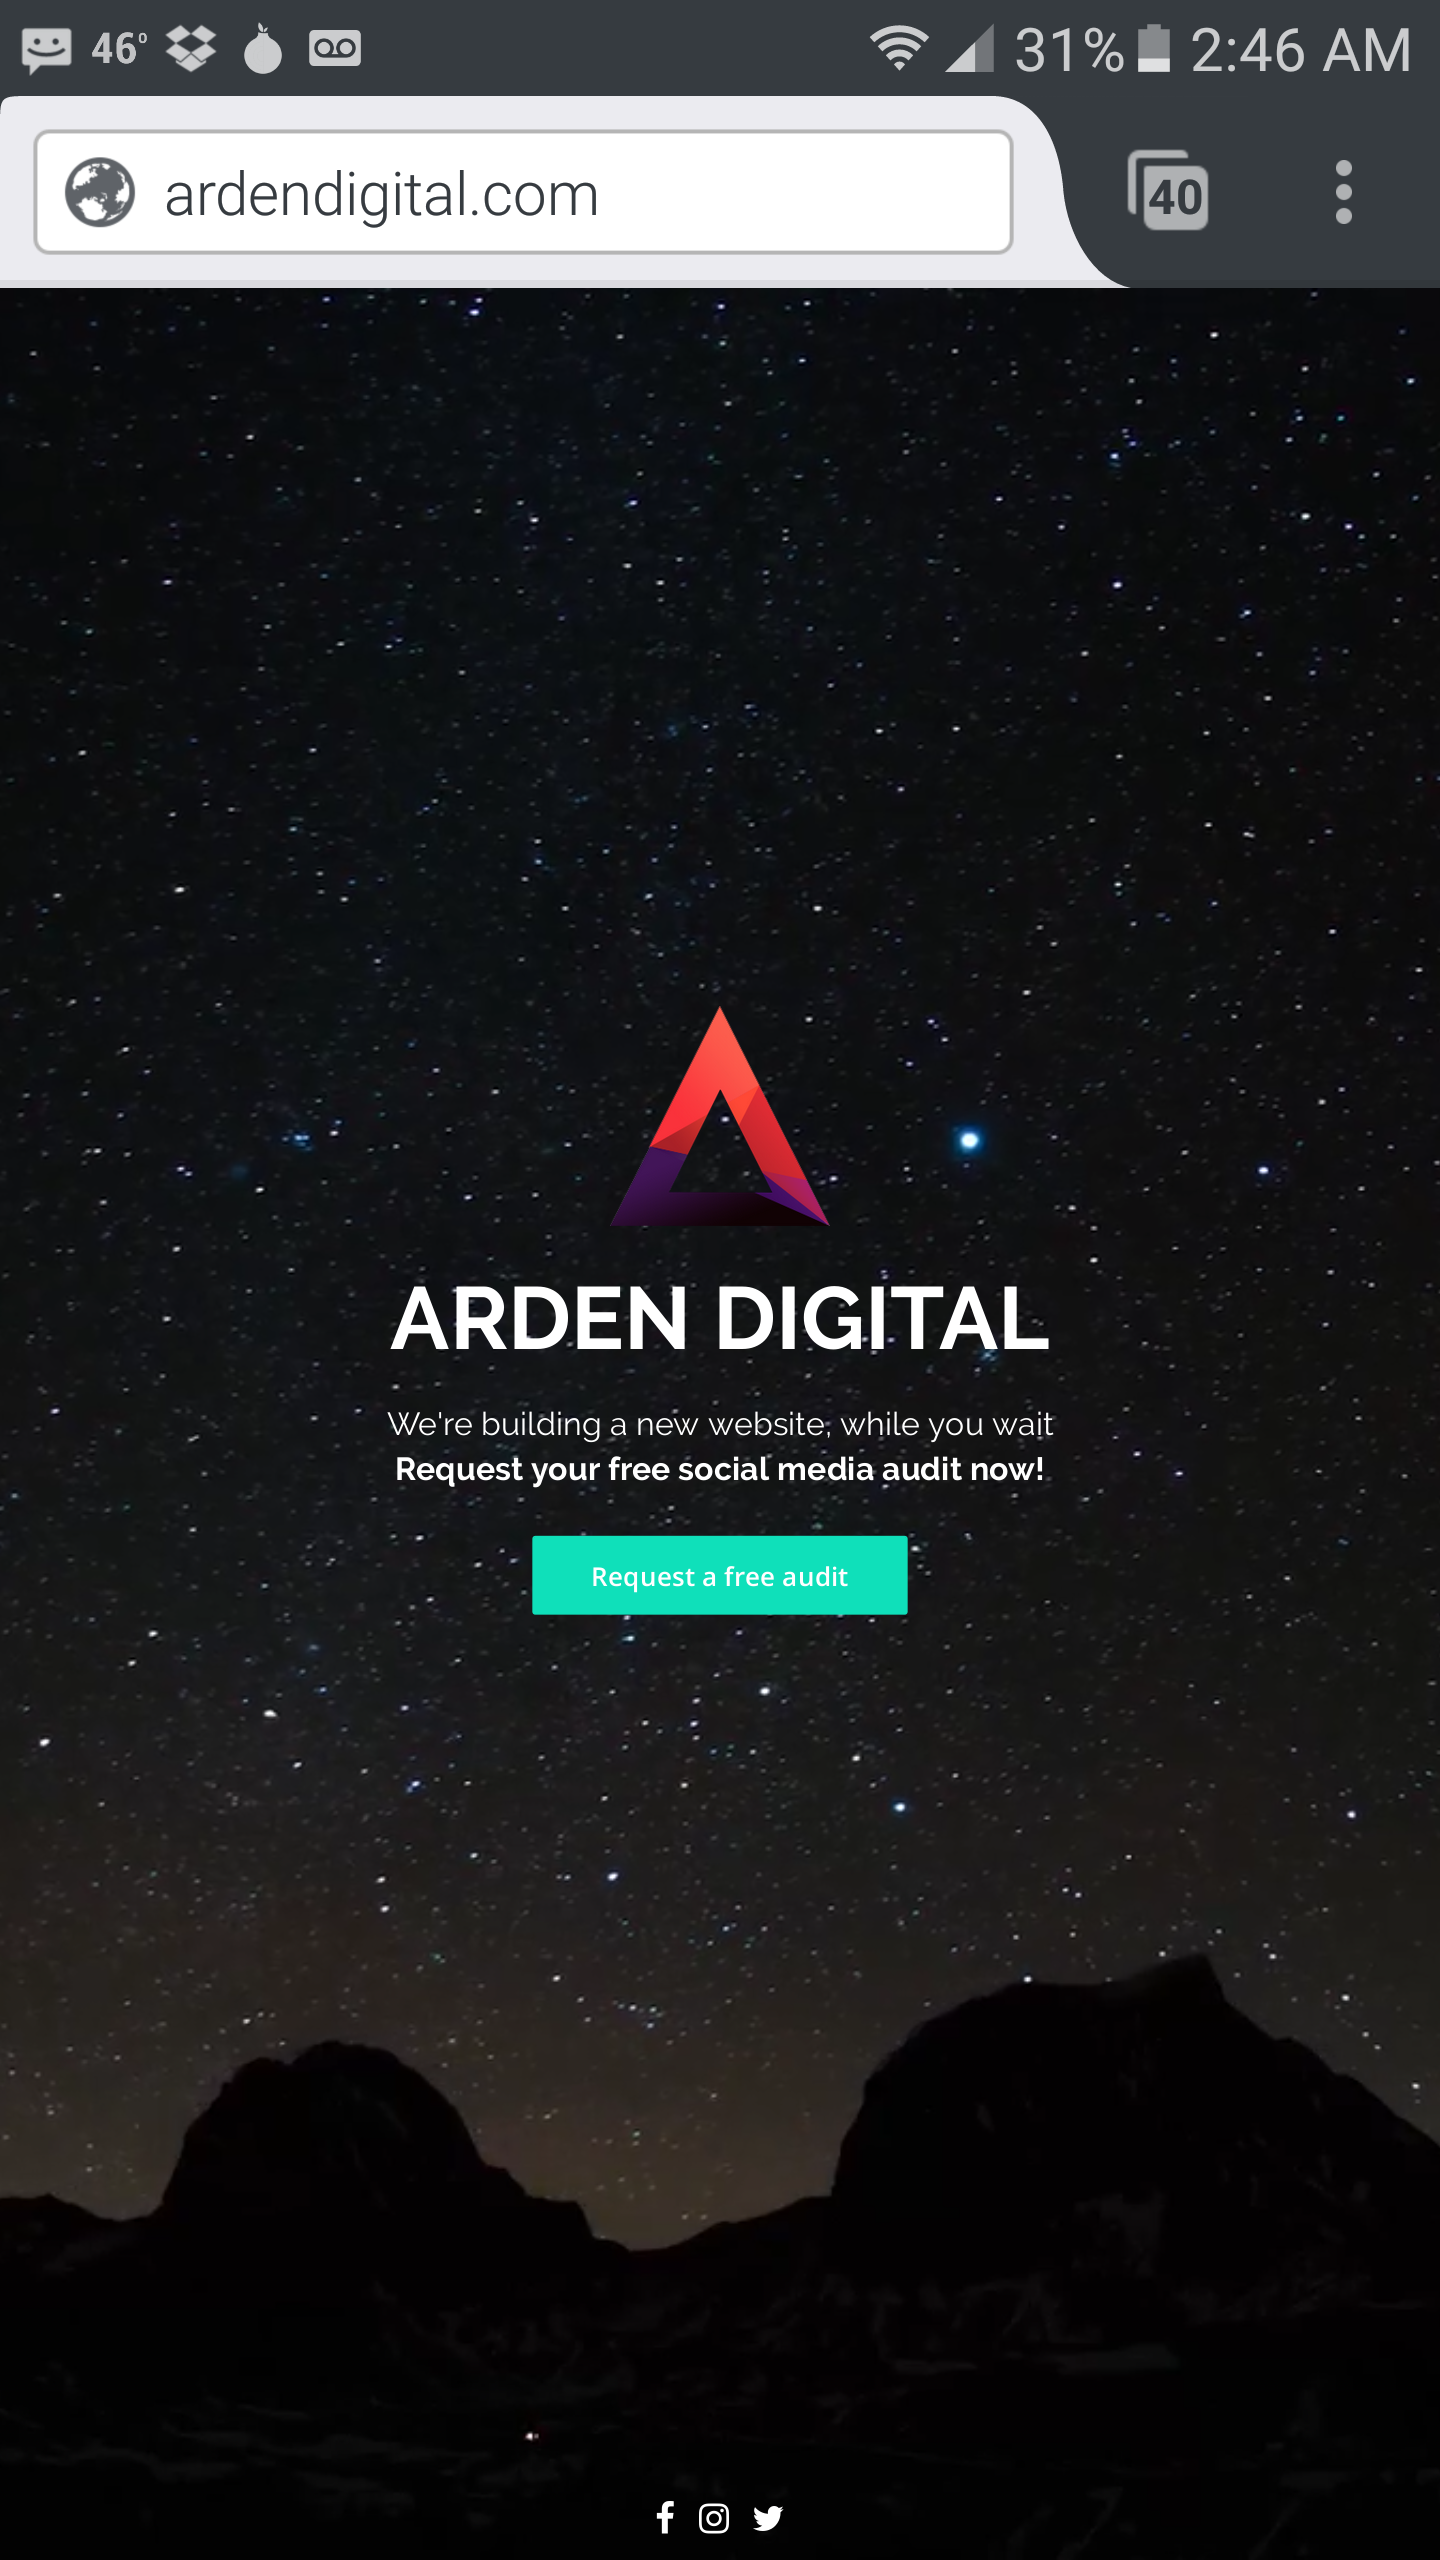 46° 31% 2:46 AM
ardendigital.com 40
ARDEN DIGITAL
We're building a new website, while you wait
Request your free social media audit now!
Request a free audit